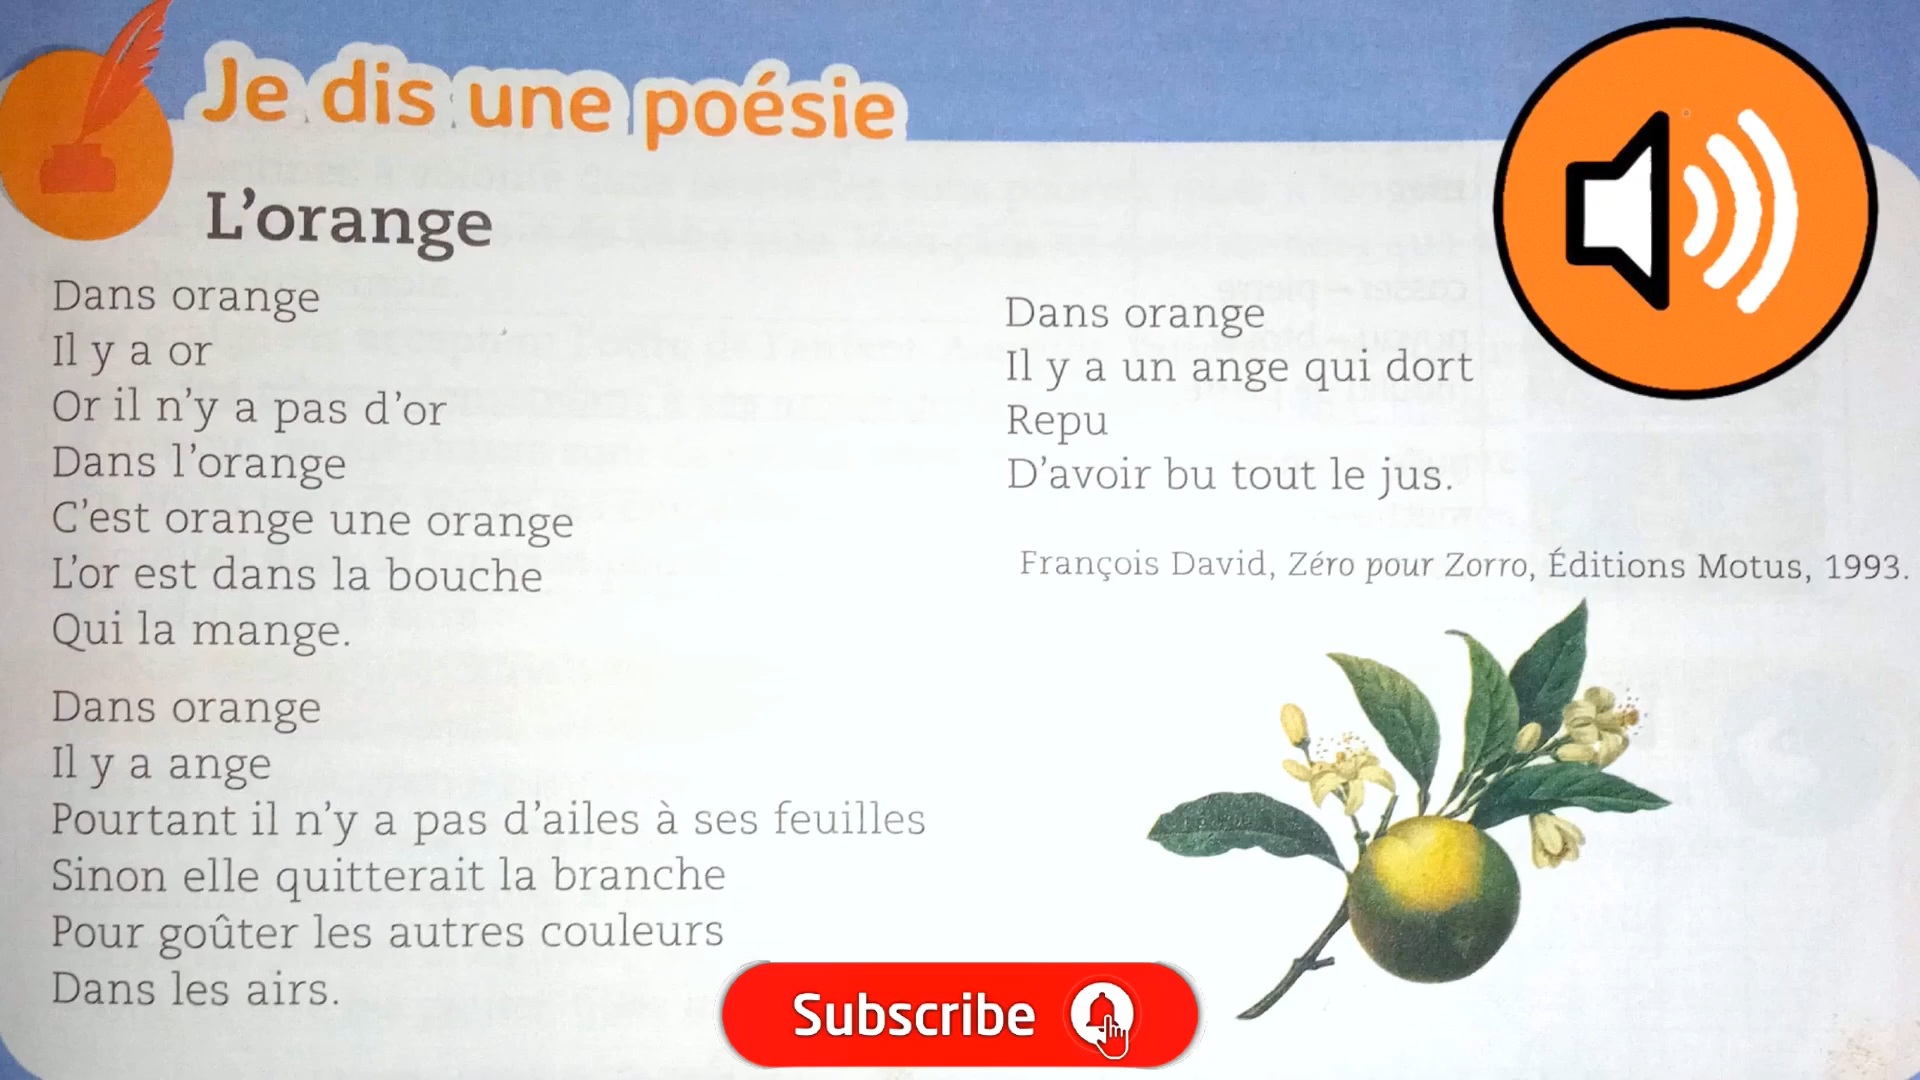 Je dis une poésie
L'orange
Dans orange
Il y a or
Or il n'y a pas d'or
Dans l'orange
C'est orange une orange
L'or est dans la bouche
Qui la mange.
Dans orange
Il y a ange
Pourtant il n'y a pas d'ailes à ses feuilles
Sinon elle quitterait la branche
Pour goûter les autres couleurs
Dans les airs.
Dans orange
Il y a un ange qui dort
Repu
D'avoir bu tout le jus.
François David, Zéro pour Zorro, Éditions Motus, 1993.
Subscribe